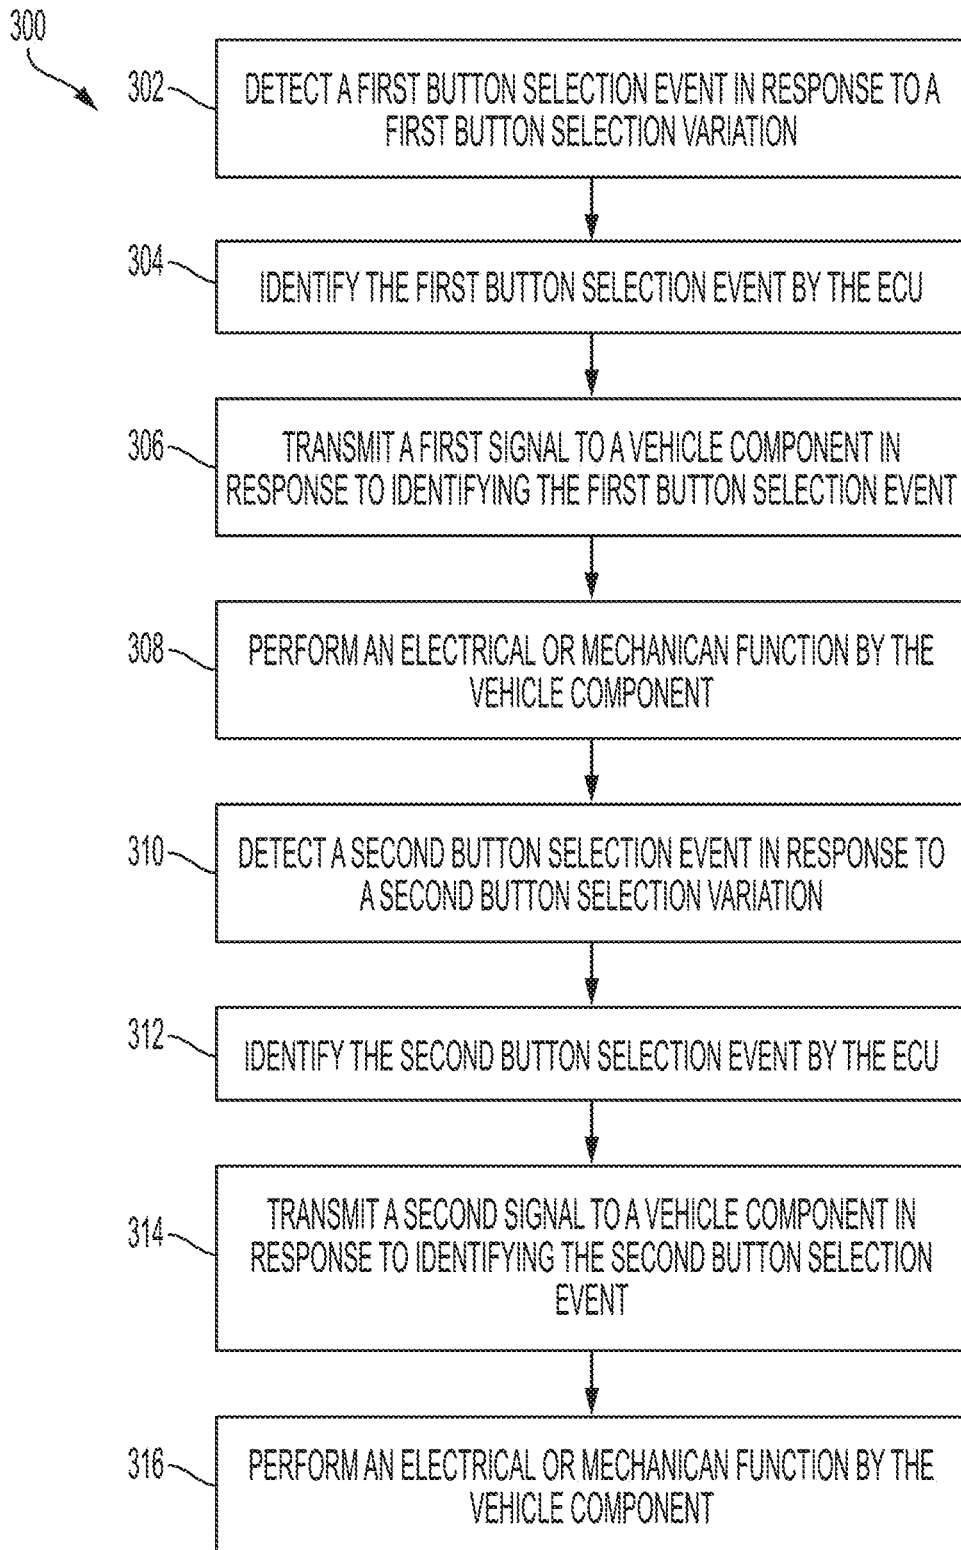 300
302
DETECT A FIRST BUTTON SELECTION EVENT IN RESPONSE TO A
FIRST BUTTON SELECTION VARIATION
304
IDENTIFY THE FIRST BUTTON SELECTION EVENT BY THE ECU
306
TRANSMIT A FIRST SIGNAL TO A VEHICLE COMPONENT IN
RESPONSE TO IDENTIFYING THE FIRST BUTTON SELECTION EVENT
308
PERFORM AN ELECTRICAL OR MECHANICAN FUNCTION BY THE
VEHICLE COMPONENT
310
DETECT A SECOND BUTTON SELECTION EVENT IN RESPONSE TO
A SECOND BUTTON SELECTION VARIATION
312
IDENTIFY THE SECOND BUTTON SELECTION EVENT BY THE ECU
314
TRANSMIT A SECOND SIGNAL TO A VEHICLE COMPONENT IN
RESPONSE TO IDENTIFYING THE SECOND BUTTON SELECTION
EVENT
316
PERFORM AN ELECTRICAL OR MECHANICAN FUNCTION BY THE
VEHICLE COMPONENT